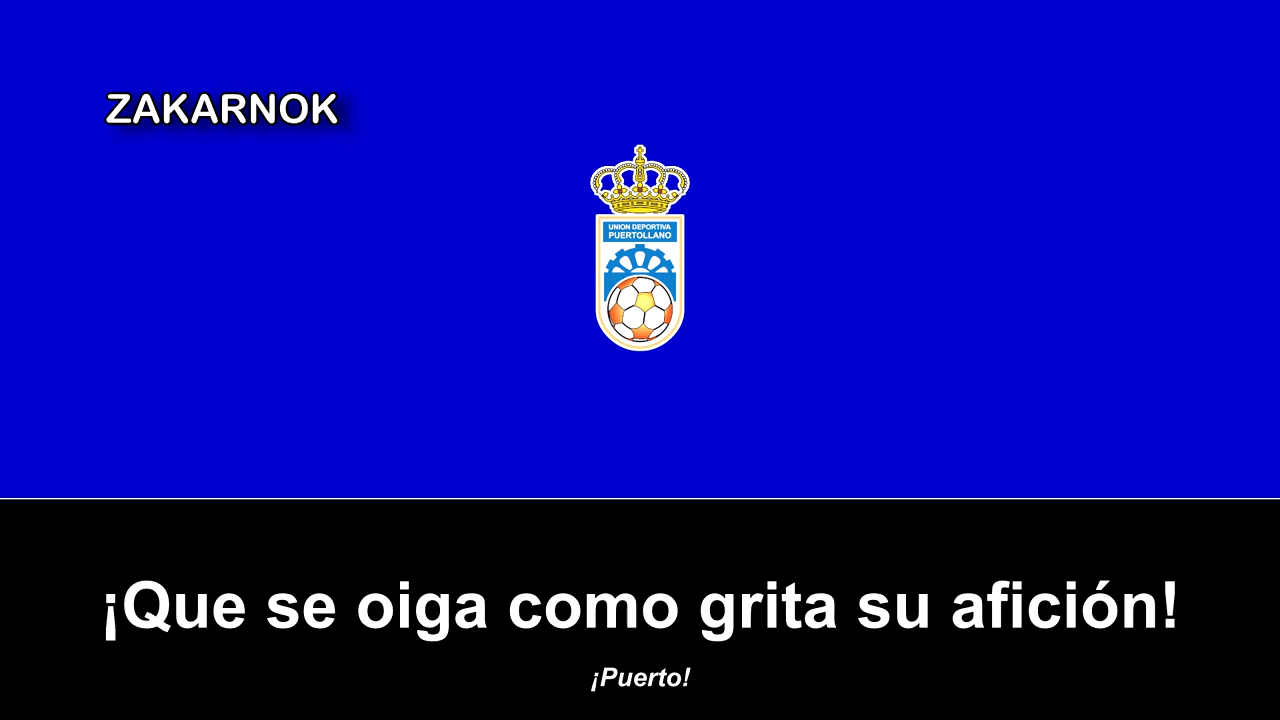 ZAKARNOK
UNION DEPORTIVA
PUERTOLLANO
¡Que se oiga como grita su afición!
¡Puerto!